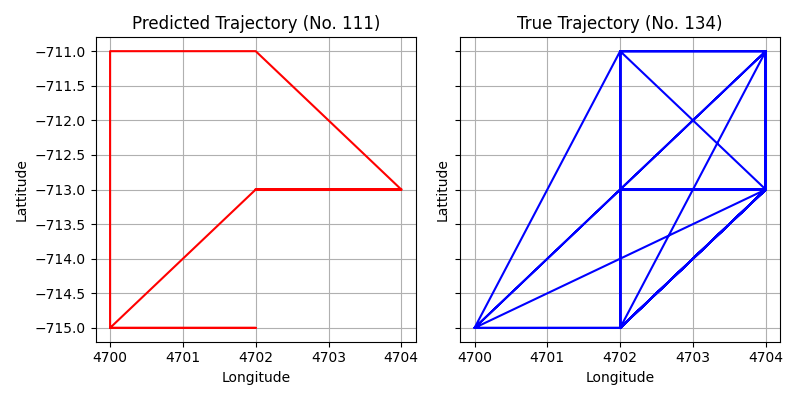 Predicted Trajectory (No. 111)
−711.0
−711.5
−712.0
−712.5
−713.0
−713.5
−714.0
−714.5
−715.0
Lattitude
4700 4701 4702 4703 4704
Longitude
True Trajectory (No. 134)
Lattitude
4700 4701 4702 4703 4704
Longitude